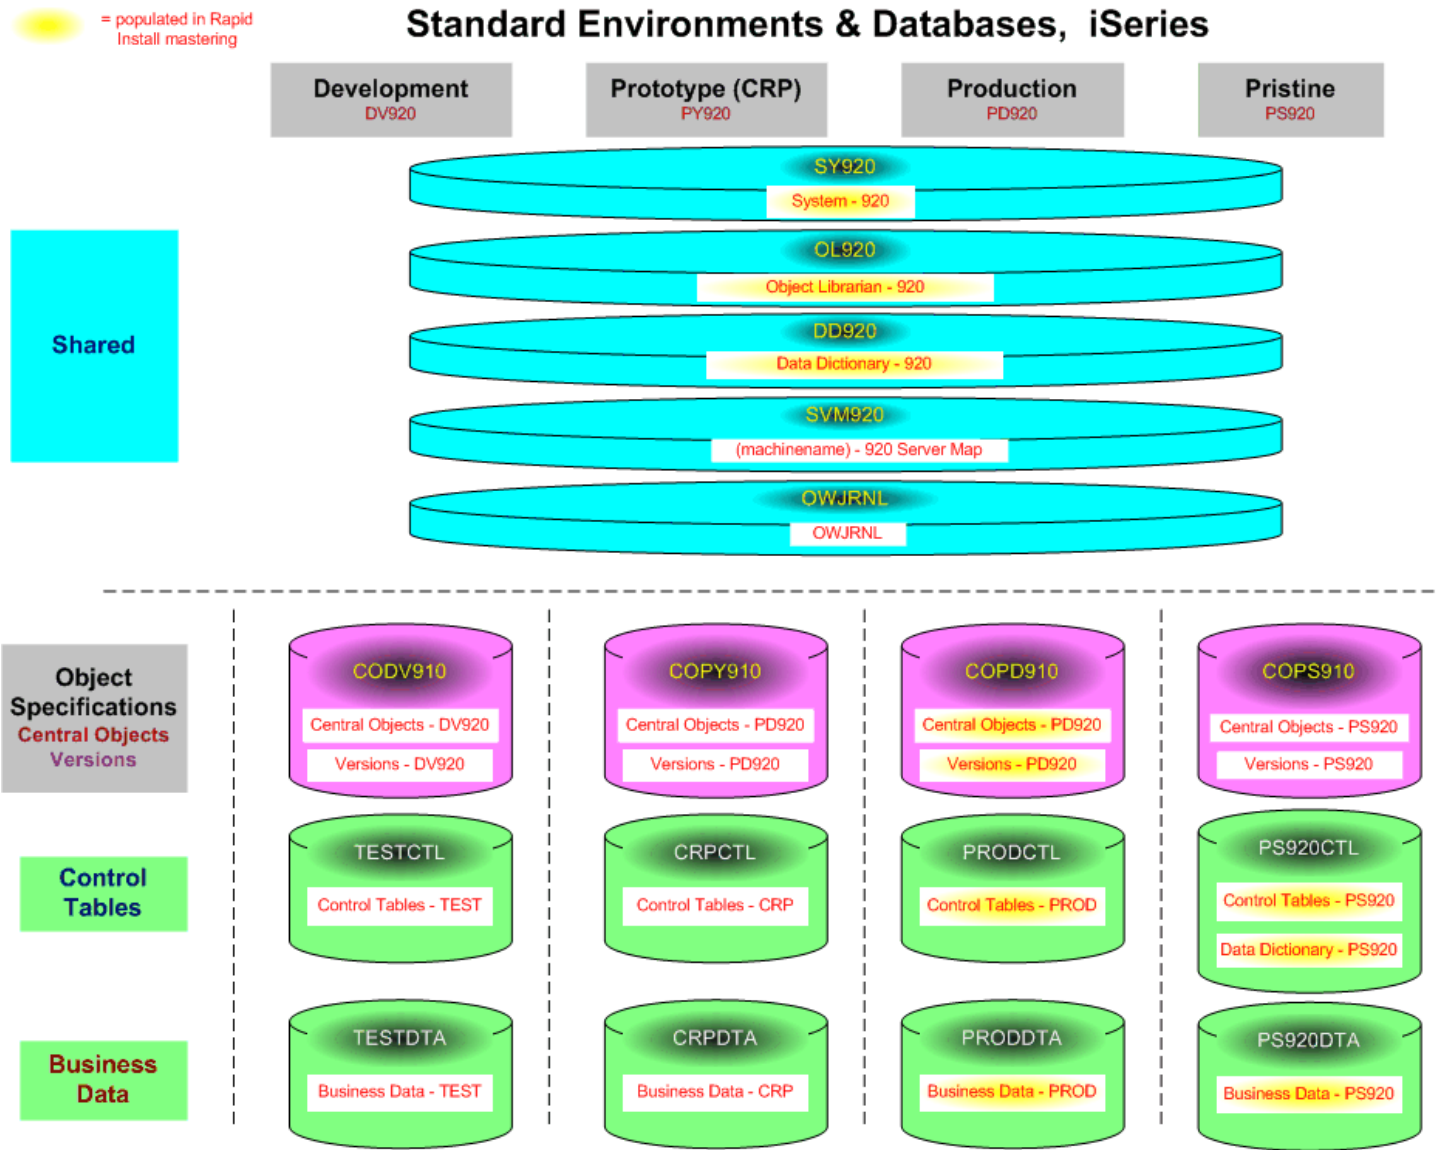 = populated in Rapid
Install mastering
Standard Environments & Databases, iSeries
Development
DV920
Prototype (CRP)
PY920
Production
PD920
Pristine
PS920
Shared
SY920
System - 920
OL920
Object Librarian - 920
DD920
Data Dictionary - 920
SVM920
(machinename) - 920 Server Map
OWJRNL
OWJRNL
Object
Specifications
Central Objects
Versions
CODV910
Central Objects - DV920
Versions - DV920
COPY910
Central Objects - PD920
Versions - PD920
COPD910
Central Objects - PD920
Versions - PD920
COPS910
Central Objects - PS920
Versions - PS920
Control
Tables
TESTCTL
Control Tables - TEST
CRPCTL
Control Tables - CRP
PRODCTL
Control Tables - PROD
PS920CTL
Control Tables - PS920
Data Dictionary - PS920
Business
Data
TESTDTA
Business Data - TEST
CRPDTA
Business Data - CRP
PRODDTA
Business Data - PROD
PS920DTA
Business Data - PS920